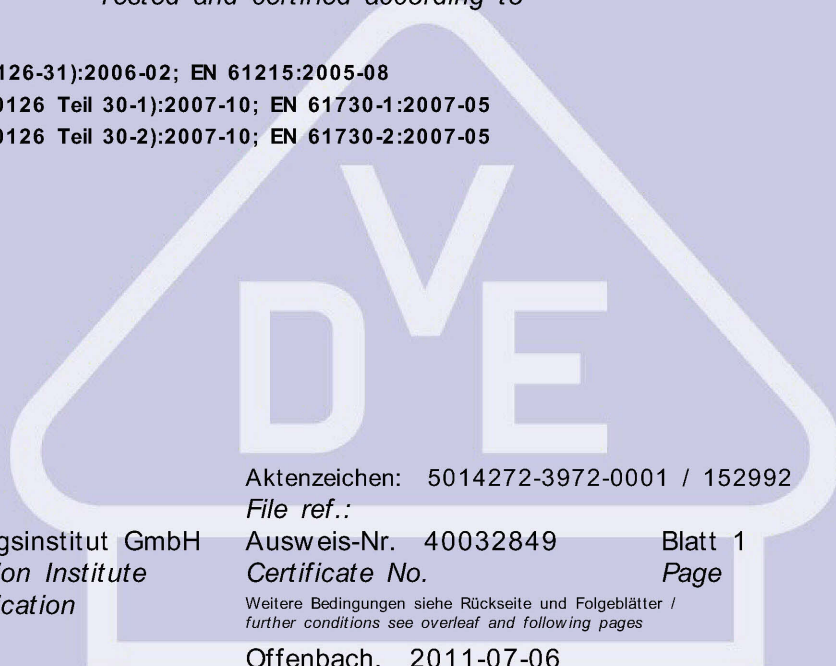 Tested and certified according to
126-31):2006-02; EN 61215:2005-08
0126 Teil 30-1):2007-10; EN 61730-1:2007-05
0126 Teil 30-2):2007-10; EN 61730-2:2007-05
VDE
Aktenzeichen: 5014272-3972-0001 / 152992
File ref.:
gsinstitut GmbH Ausweis-Nr. 40032849 Blatt 1
ion Institute Certificate No. Page
ication Weitere Bedingungen siehe Rückseite und Folgeblätter /
further conditions see overleaf and following pages
Offenbach, 2011-07-06